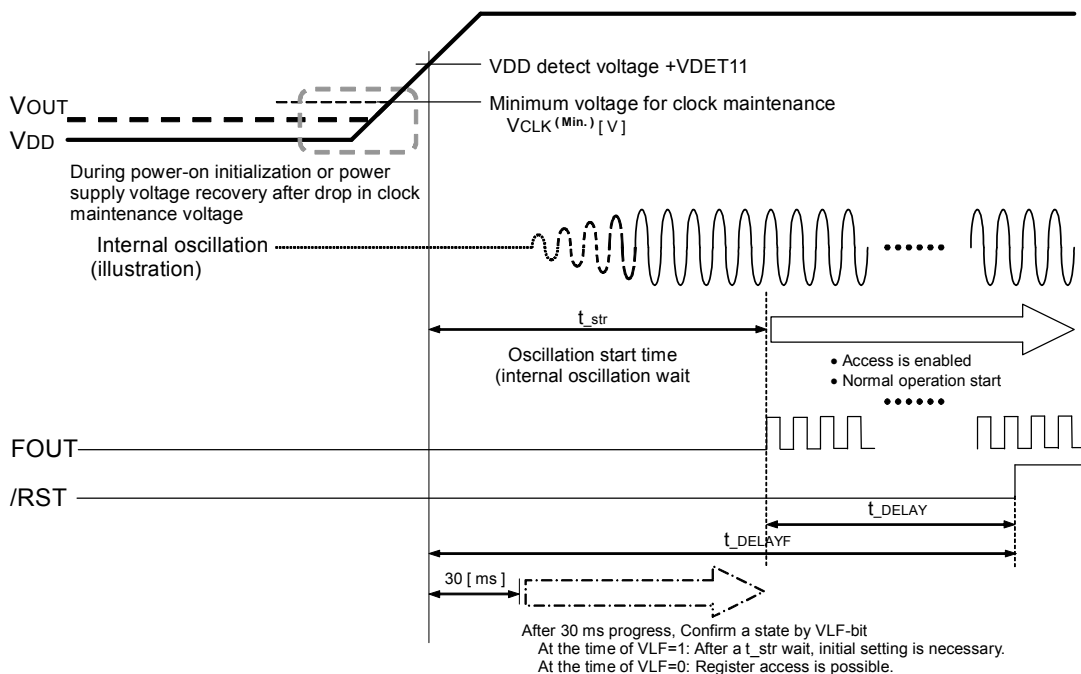 VDD detect voltage +VDET11
VOUT
Minimum voltage for clock maintenance
VCLK (Min.) [ V ]
VDD
During power-on initialization or power
supply voltage recovery after drop in clock
maintenance voltage
Internal oscillation
(illustration)
t_str
Oscillation start time
(internal oscillation wait
• Access is enabled
• Normal operation start
FOUT
/RST
t_DELAY
t_DELAYF
30 [ ms ]
After 30 ms progress, Confirm a state by VLF-bit
At the time of VLF=1: After a t_str wait, initial setting is necessary.
At the time of VLF=0: Register access is possible.